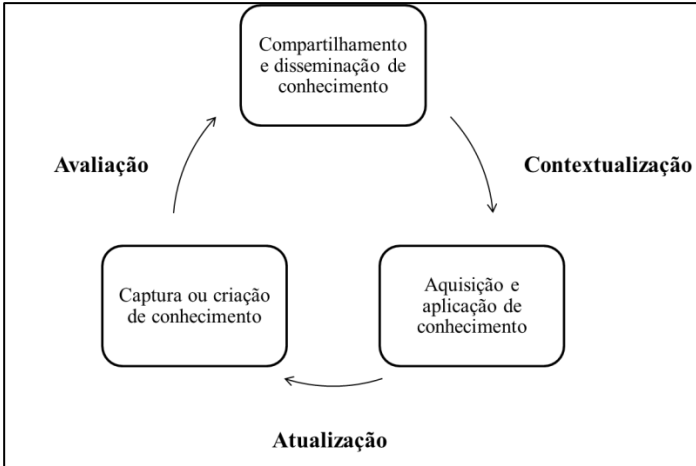 Compartilhamento
e disseminação de
conhecimento
Avaliação
Contextualização
Captura ou criação
de conhecimento
Aquisição e
aplicação de
conhecimento
Atualização